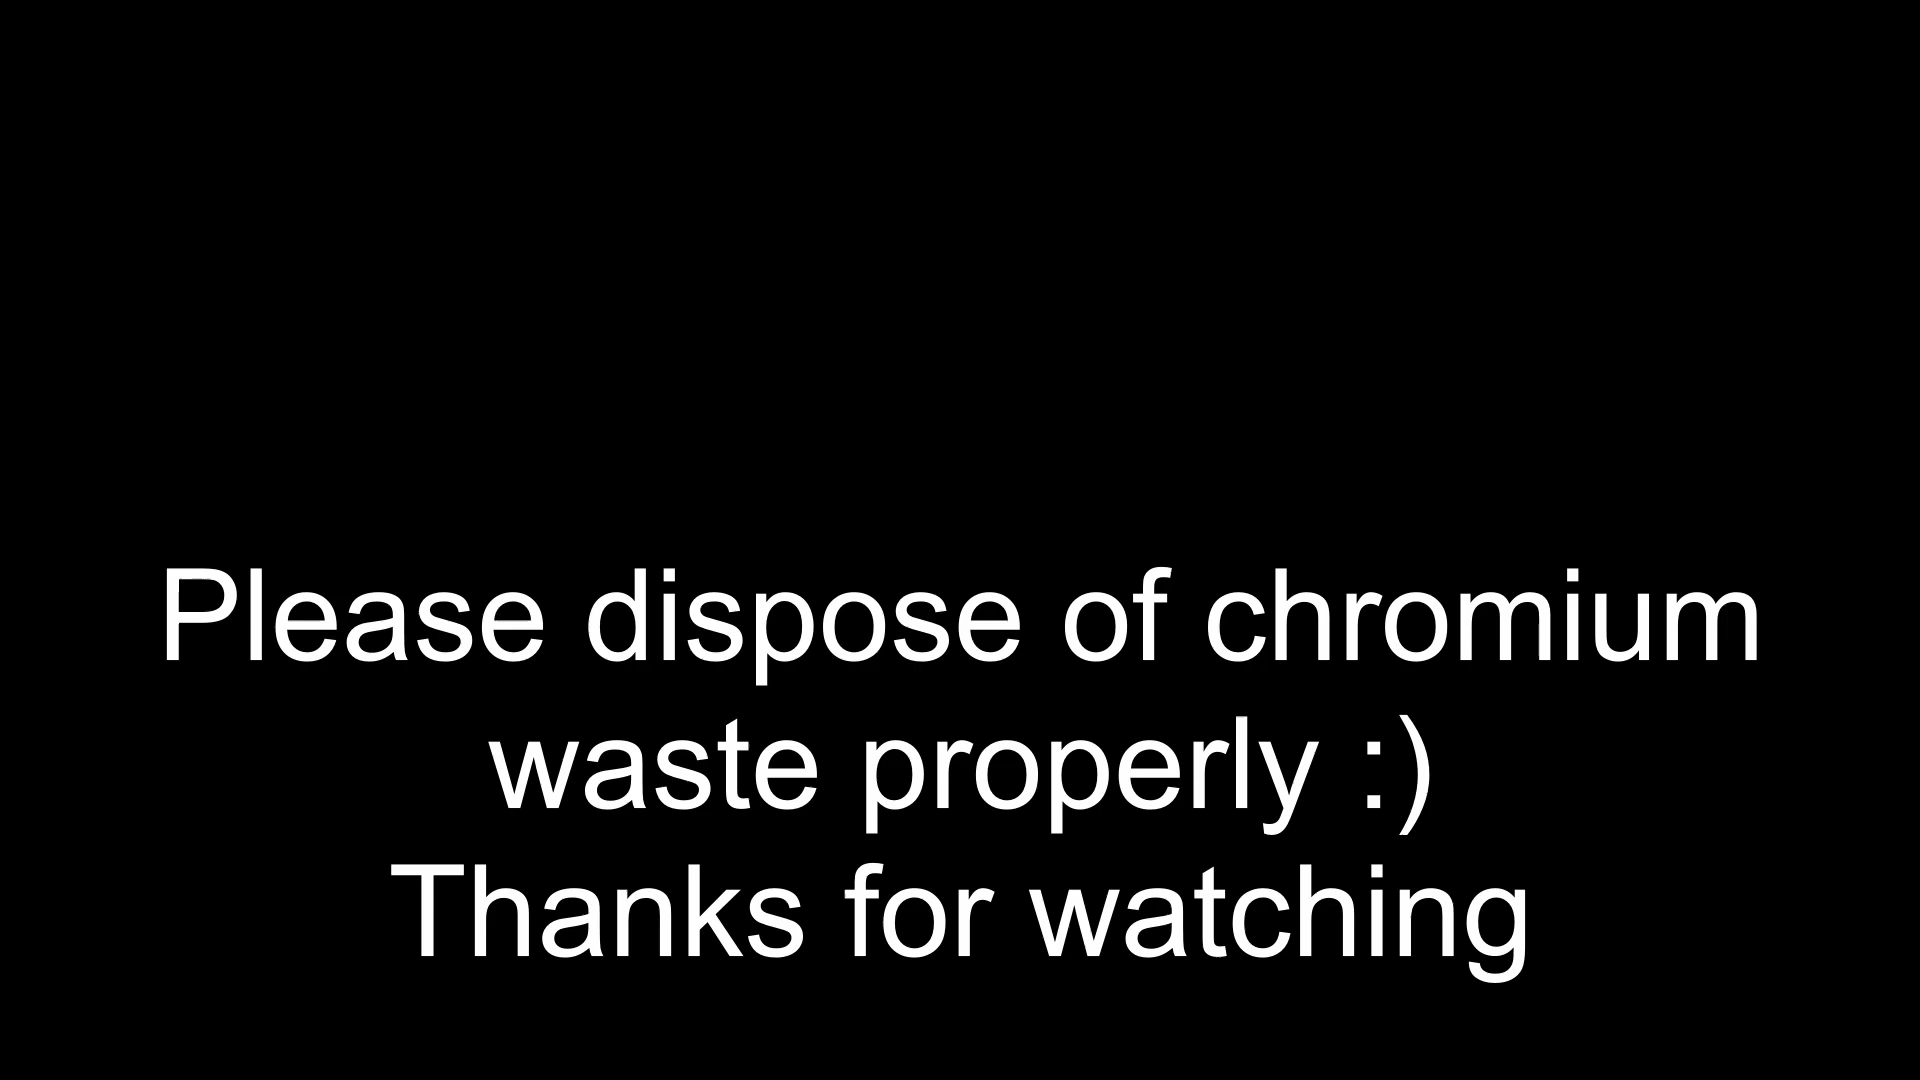 Please dispose of chromium
waste properly :)
Thanks for watching